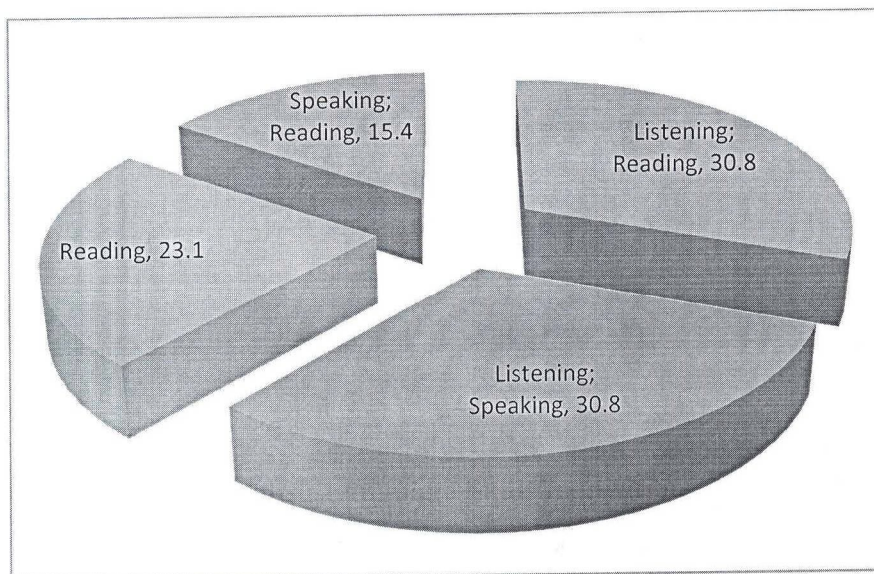 Speaking;
Reading, 15.4
Listening;
Reading, 30.8
Reading, 23.1
Listening;
Speaking, 30.8